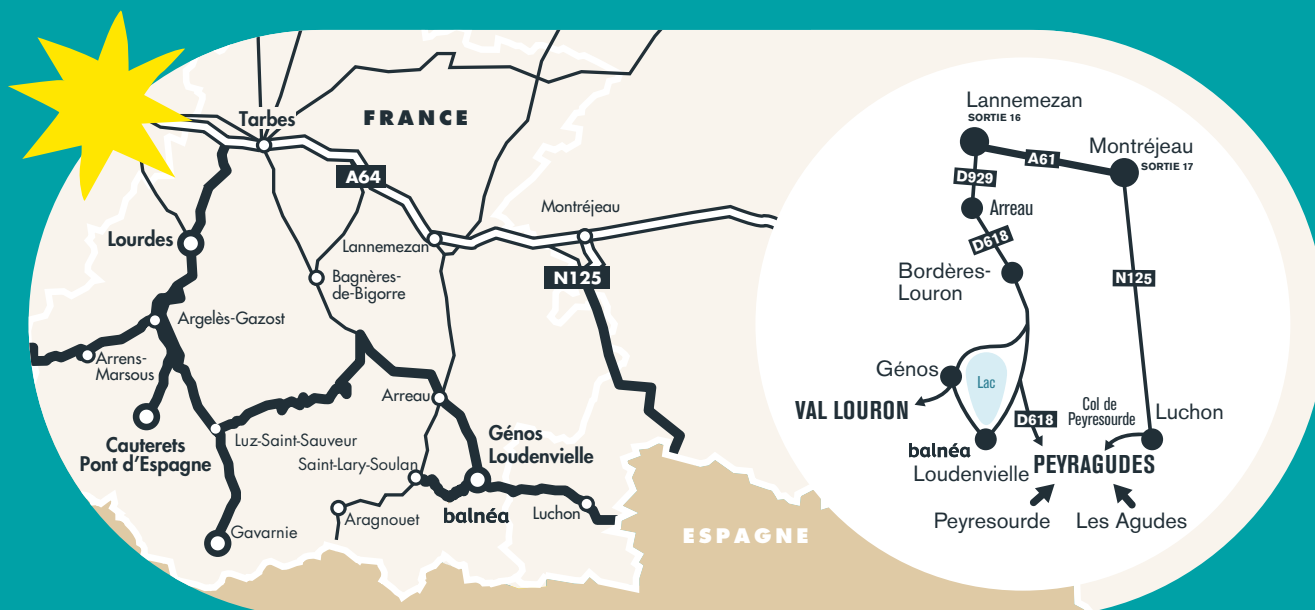 Tarbes
FRANCE
A64
Lourdes
Montréjeau
Lannemezan
N125
Bagnères-
de-Bigorre
Argelès-Gazost
Arrens-
Marsous
Arreau
Cauterets
Pont d'Espagne
Luz-Saint-Sauveur
Génos
Loudenvielle
Saint-Lary-Soulan
Aragnouet
balnéa
Luchon
Gavarnie
ESPAGNE
Lannemezan
SORTIE 16
A61
Montréjeau
SORTIE 17
D929
Arreau
D618
Bordères-
Louron
N125
Génos
Lac
VAL LOURON
D618
Col de
Peyresourde
Luchon
balnéa
Loudenvielle
PEYRAGUDES
Peyresourde
Les Agudes